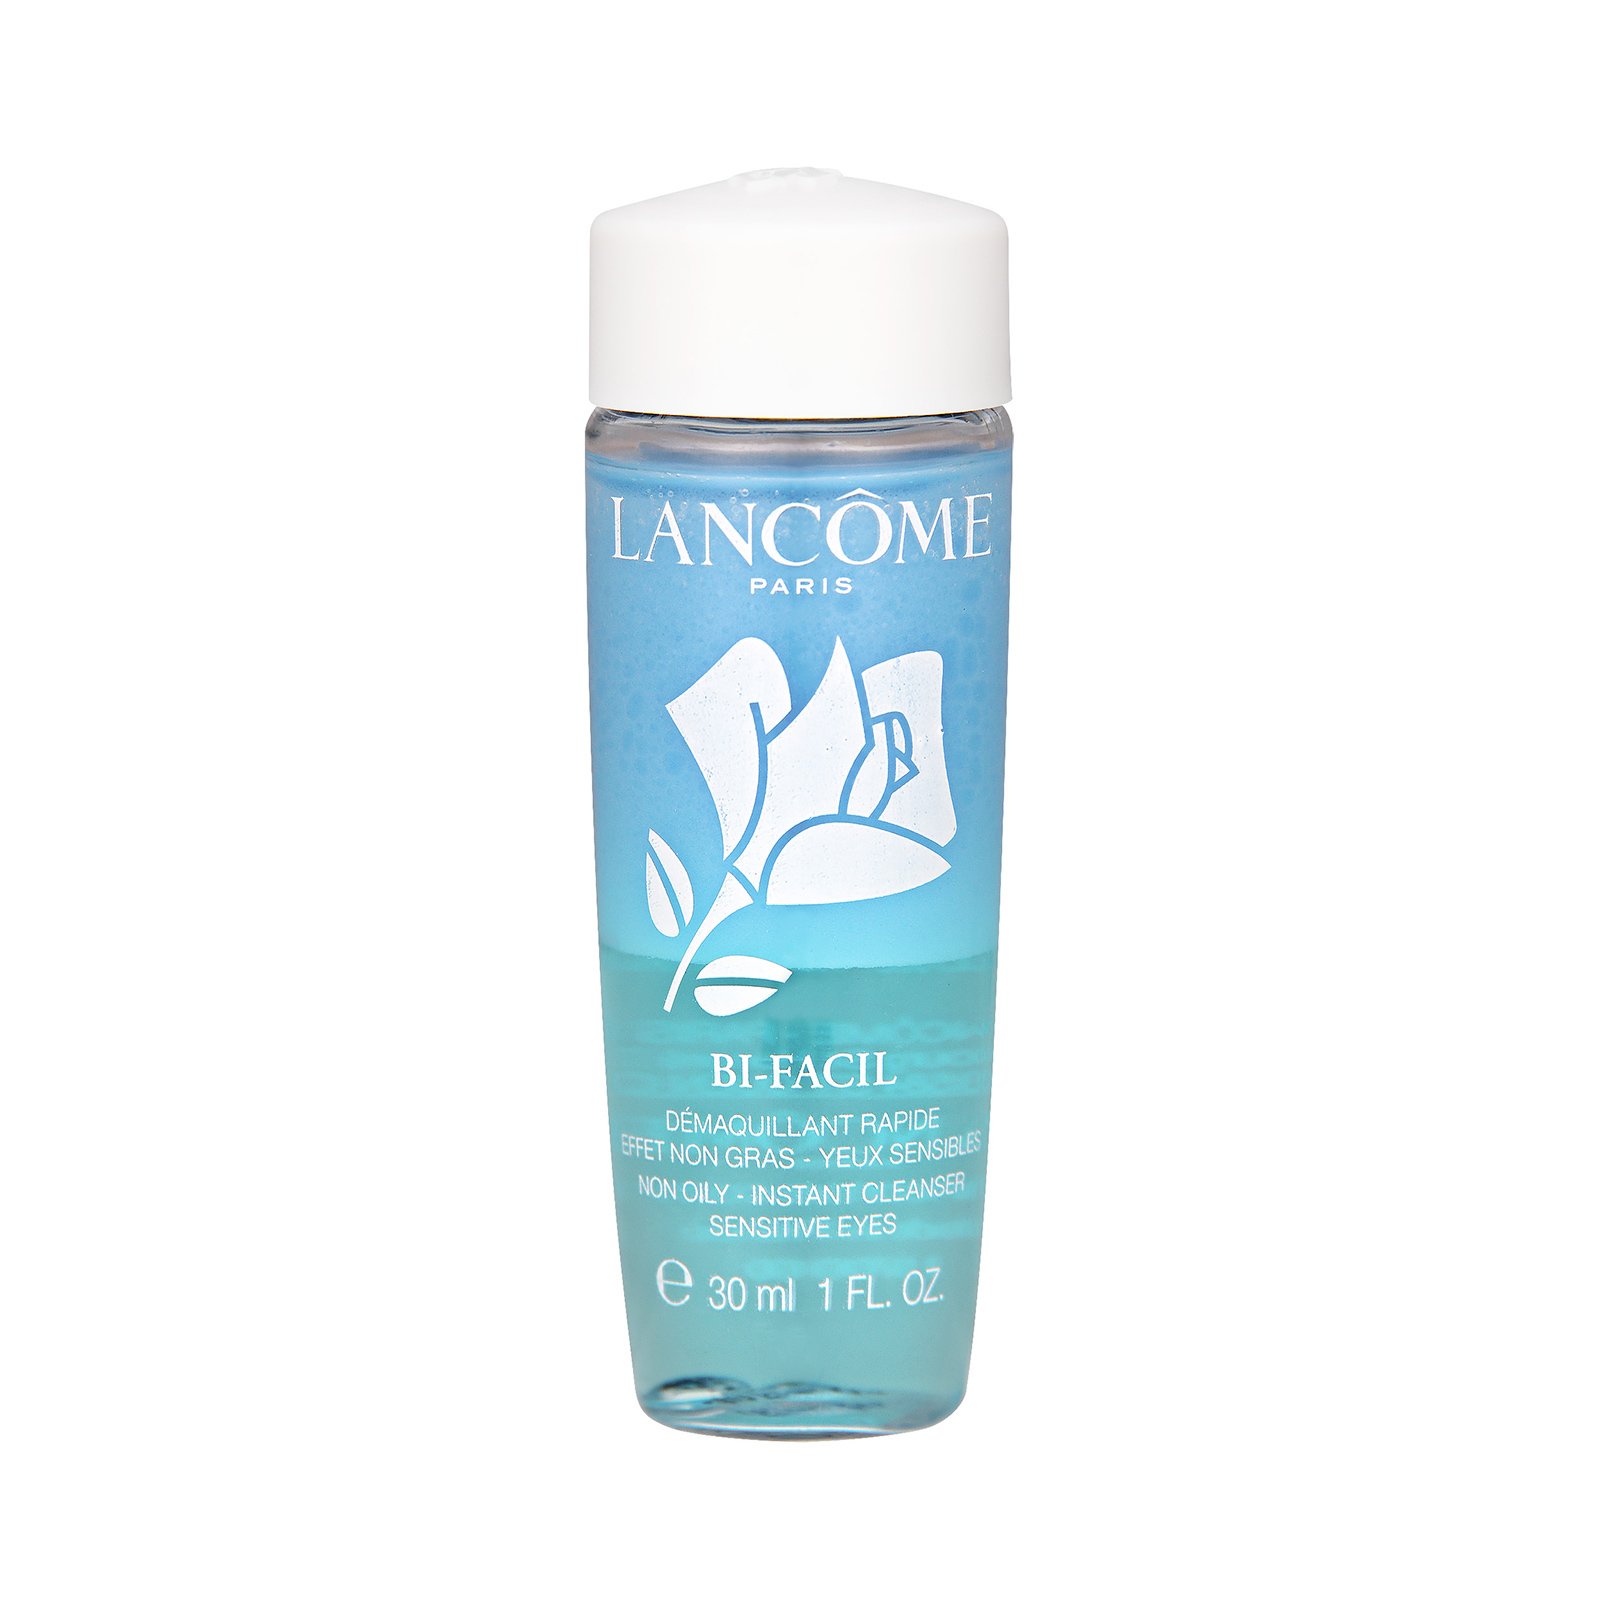 LANCÔME
PARIS
BI-FACIL
DÉMAQUILLANT RAPIDE
EFFET NON GRAS - YEUX SENSIBLES
NON OILY - INSTANT CLEANSER
SENSITIVE EYES
℮ 30 ml 1 FL. OZ.